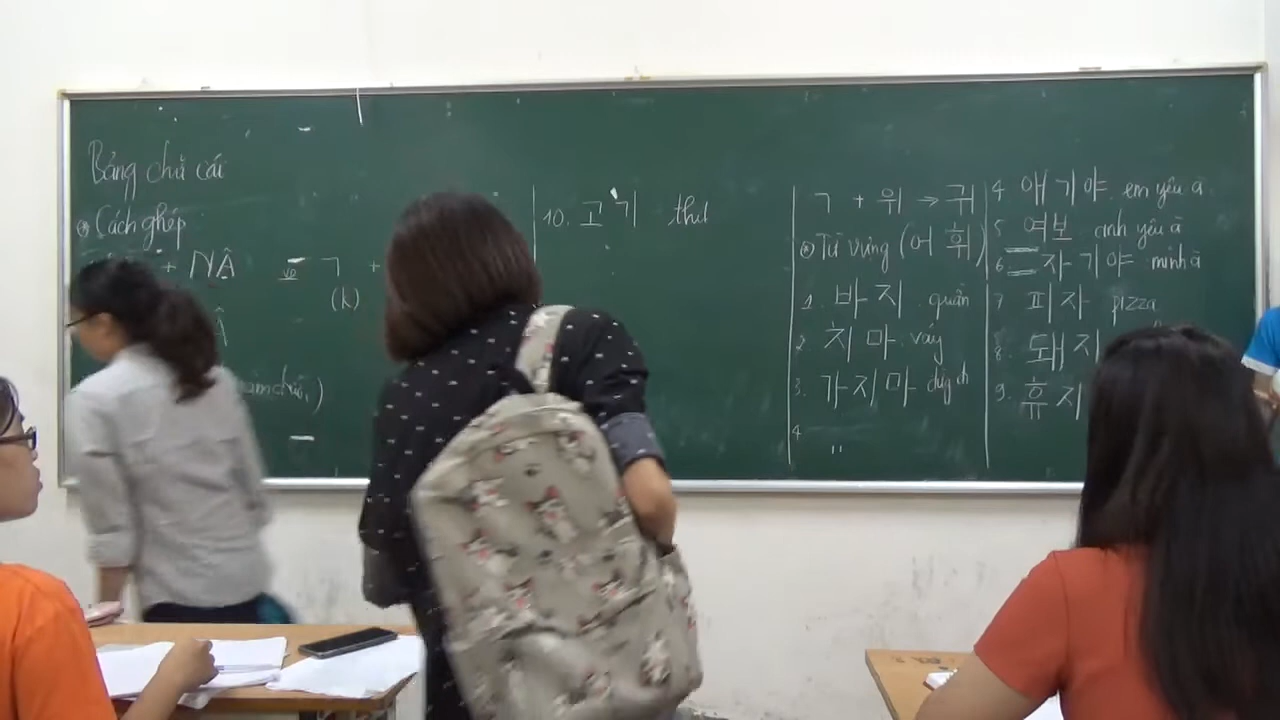 Bảng chữ cái
⊛ Cách ghép
+ NÂ vd ㄱ +
(k)
Â
)
10. 고기 thịt
ㄱ + 위 → 귀
⊛ Từ vựng (어휘)
1. 바지 quần
2. 치마 váy
3. 가지마 đừng đi
4 "
4 애기야 em yêu à
5 여보 anh yêu à
6 자기야 mình à
7 피자 pizza
8. 돼지
9. 휴지